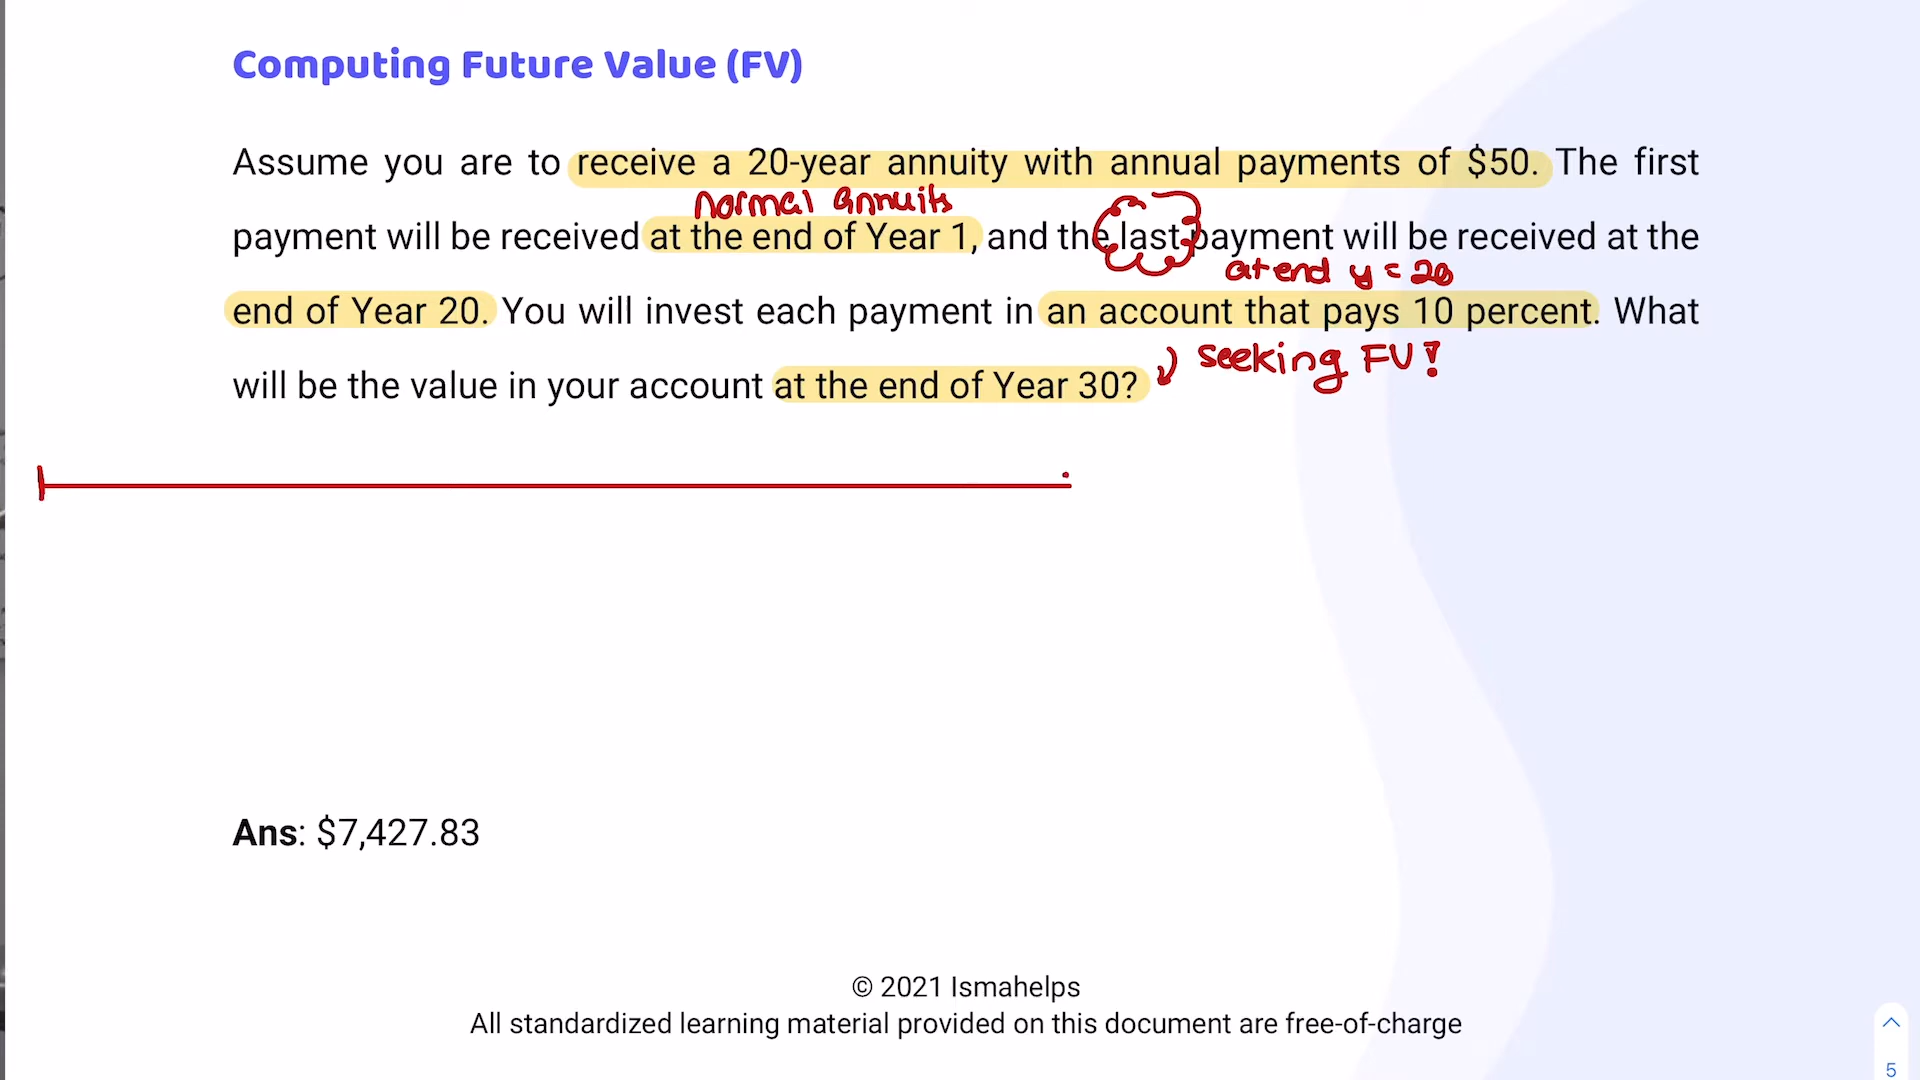 Computing Future Value (FV)
Assume you are to receive a 20-year annuity with annual payments of $50. The first
normal annuity
payment will be received at the end of Year 1, and the last payment will be received at the
at end y = 20
end of Year 20. You will invest each payment in an account that pays 10 percent. What
seeking FV!
will be the value in your account at the end of Year 30?
Ans: $7,427.83
© 2021 Ismahelps
All standardized learning material provided on this document are free-of-charge
5